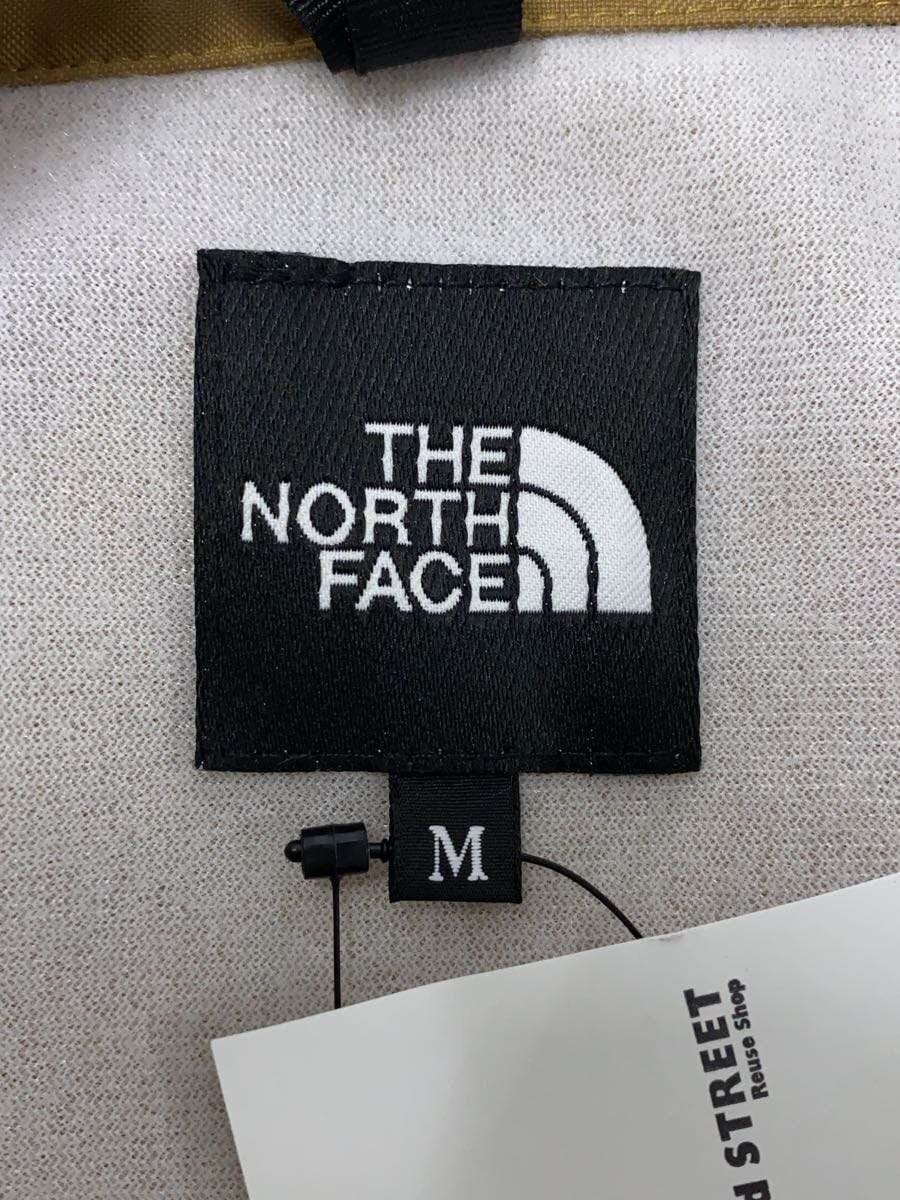 THE
NORTH
FACE
M
d STREET
Reuse Shop